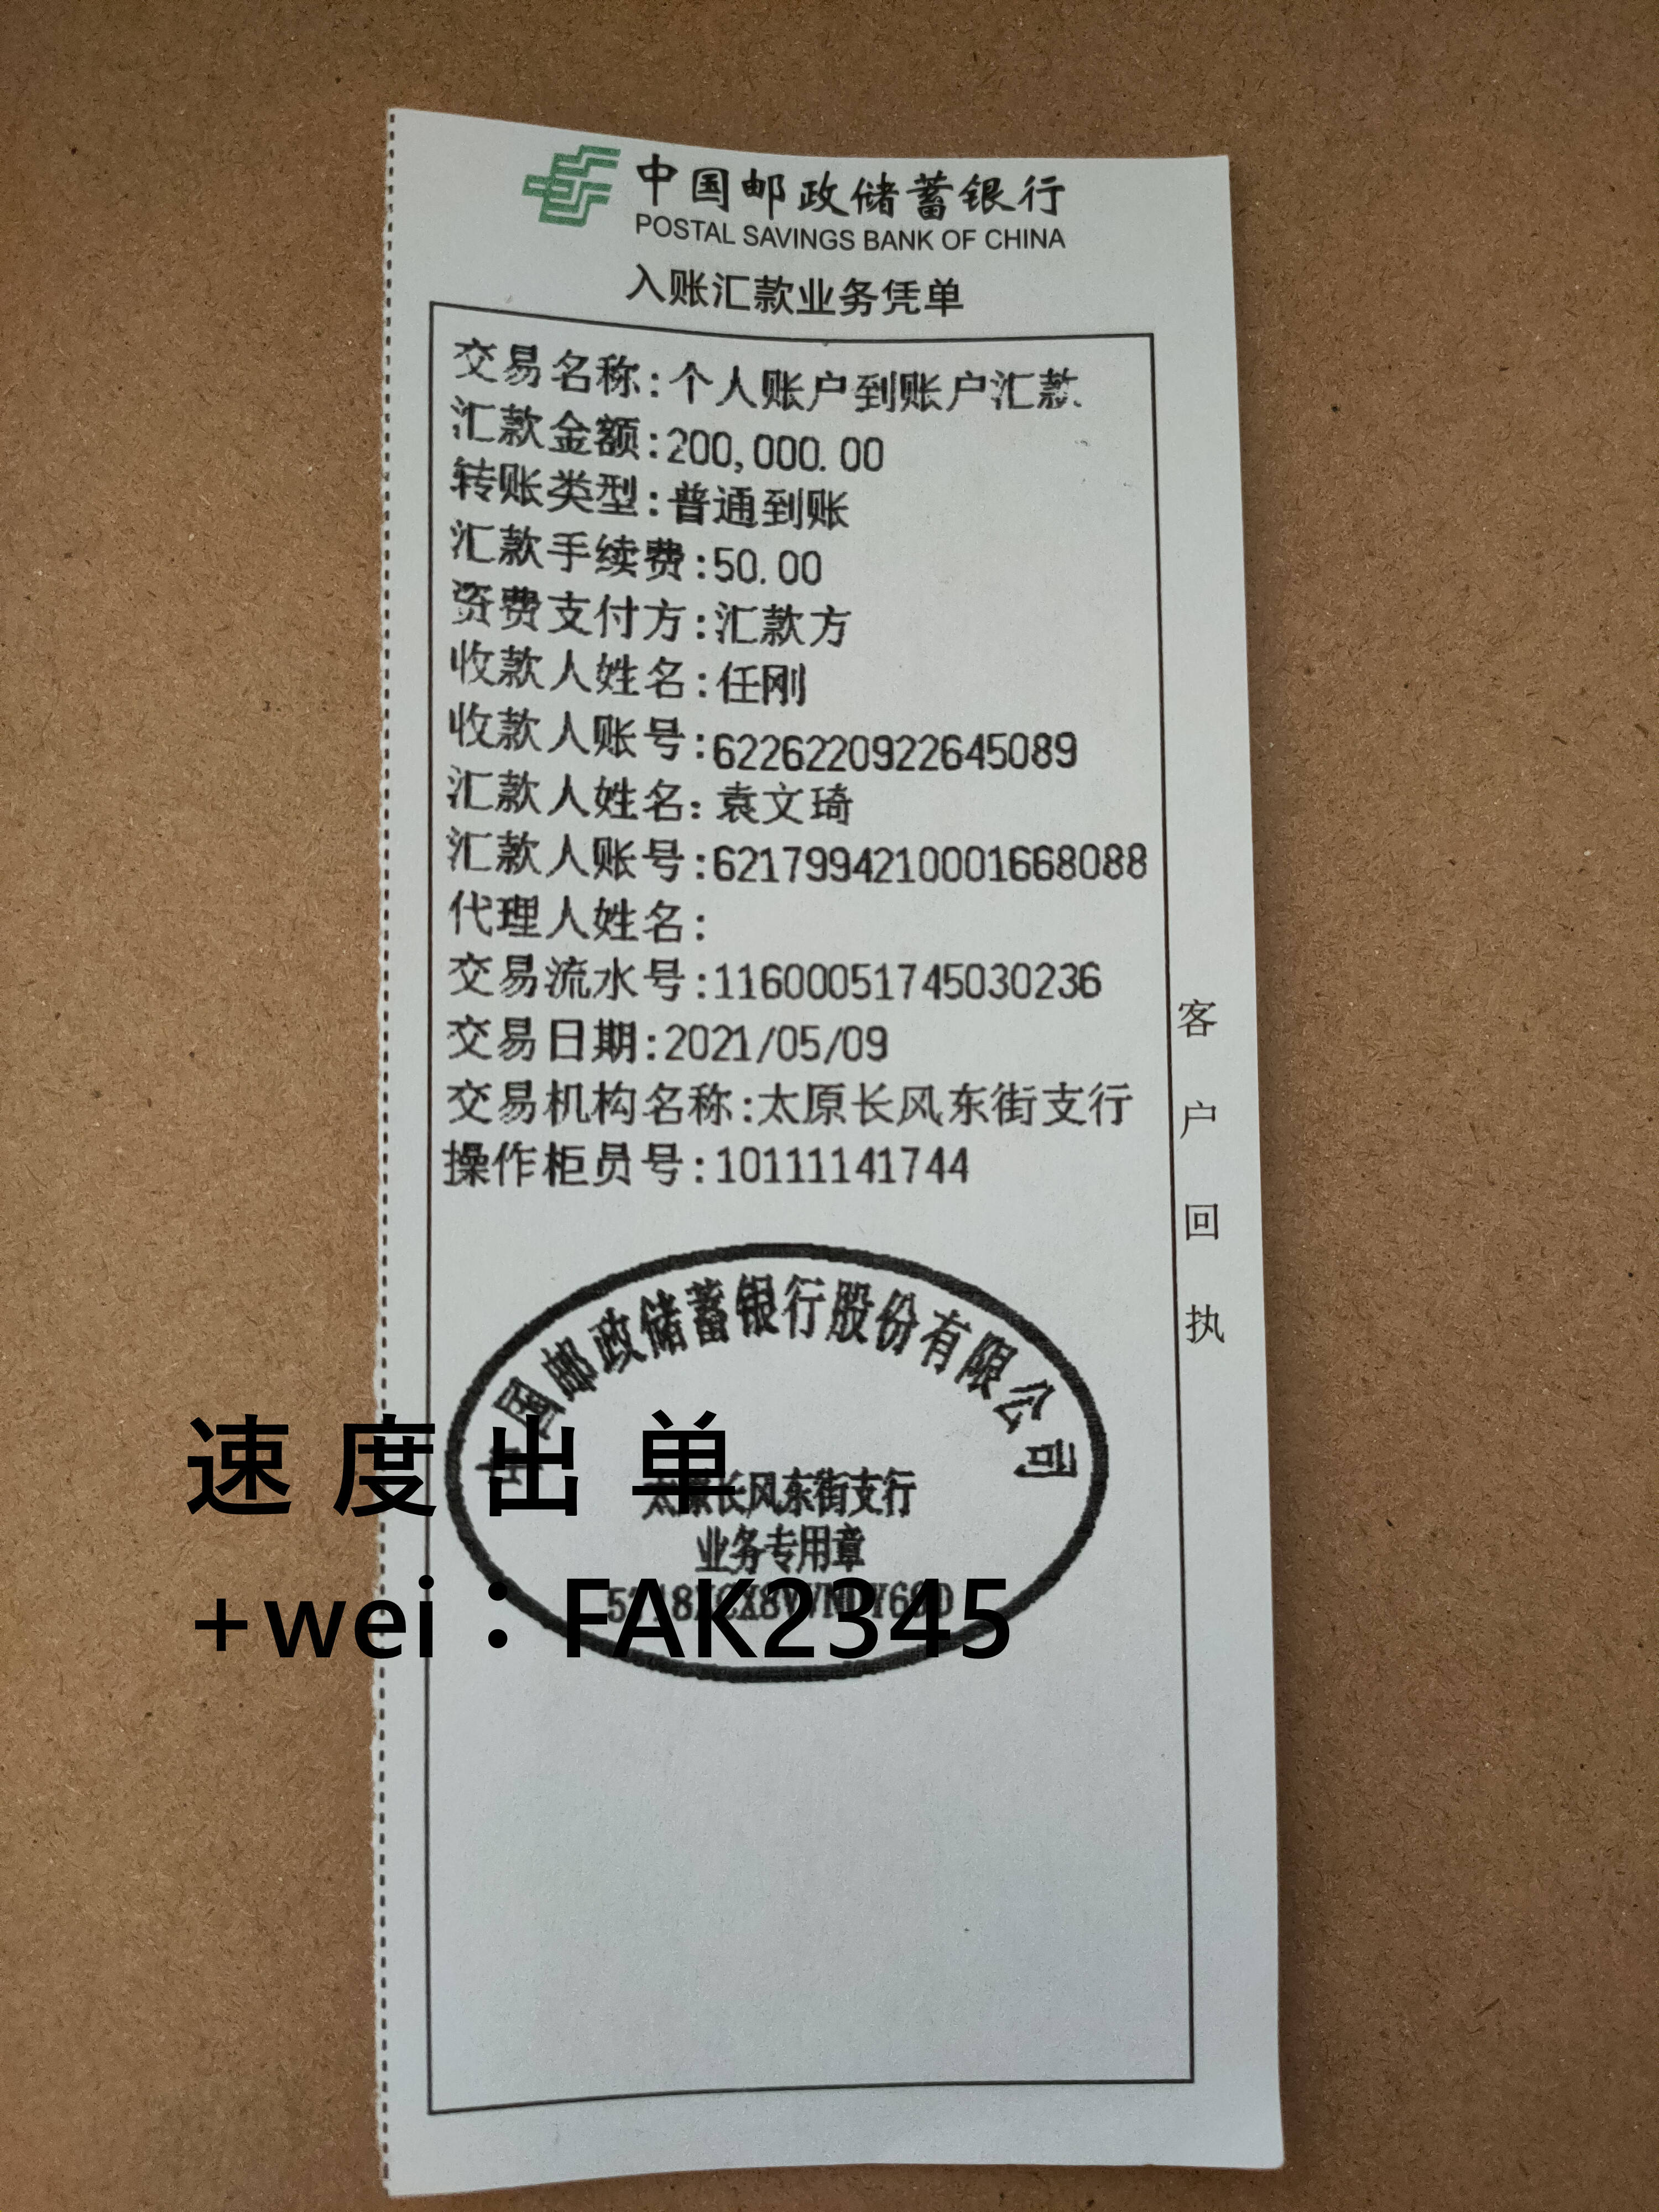 中国邮政储蓄银行
POSTAL SAVINGS BANK OF CHINA
入账汇款业务凭单
交易名称:个人账户到账户汇款
汇款金额:200,000.00
转账类型:普通到账
汇款手续费:50.00
资费支付方:汇款方
收款人姓名:任刚
收款人账号:6226220922645089
汇款人姓名:袁文琦
汇款人账号:6217994210001668088
代理人姓名:
交易流水号:11600051745030236
交易日期:2021/05/09
交易机构名称:太原长风东街支行
操作柜员号:10111141744
客户回执
中国邮政储蓄银行股份有限公司
太原长风东街支行
业务专用章
速度出单
+wei：FAK2345